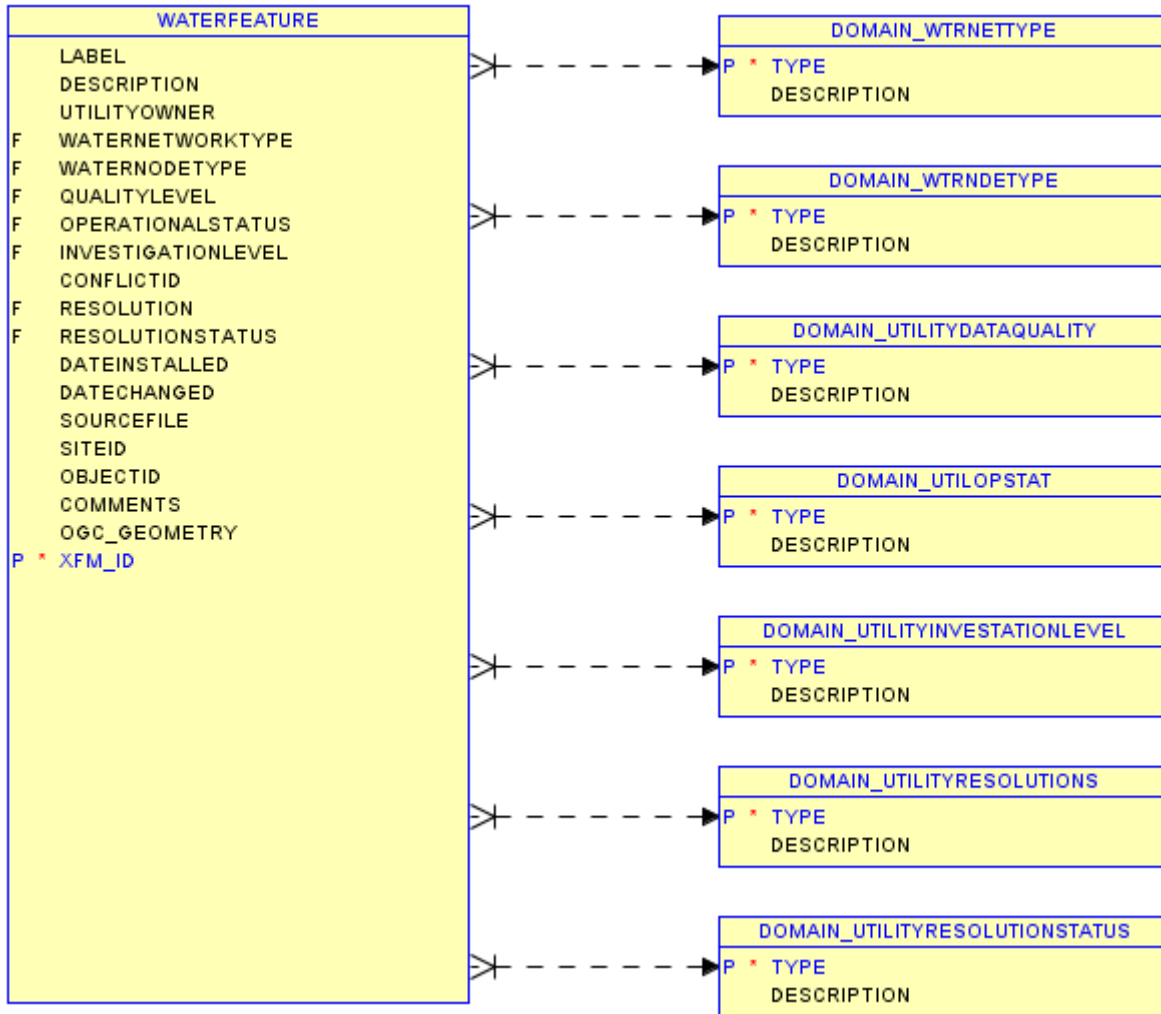 WATERFEATURE
LABEL
DESCRIPTION
UTILITYOWNER
F WATERNETWORKTYPE
F WATERNODETYPE
F QUALITYLEVEL
F OPERATIONALSTATUS
F INVESTIGATIONLEVEL
CONFLICTID
F RESOLUTION
F RESOLUTIONSTATUS
DATEINSTALLED
DATECHANGED
SOURCEFILE
SITEID
OBJECTID
COMMENTS
OGC_GEOMETRY
P * XFM_ID
DOMAIN_WTRNETTYPE
P * TYPE
DESCRIPTION
DOMAIN_WTRNDETYPE
P * TYPE
DESCRIPTION
DOMAIN_UTILITYDATAQUALITY
P * TYPE
DESCRIPTION
DOMAIN_UTILOPSTAT
P * TYPE
DESCRIPTION
DOMAIN_UTILITYINVESTATIONLEVEL
P * TYPE
DESCRIPTION
DOMAIN_UTILITYRESOLUTIONS
P * TYPE
DESCRIPTION
DOMAIN_UTILITYRESOLUTIONSTATUS
P * TYPE
DESCRIPTION